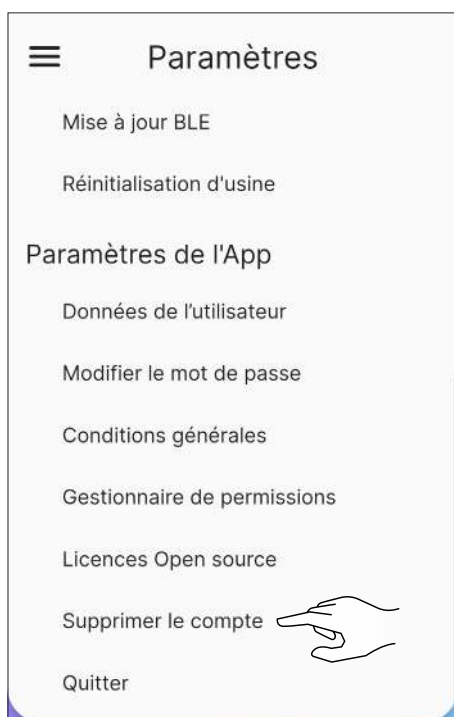 Paramètres
Mise à jour BLE
Réinitialisation d'usine
Paramètres de l'App
Données de l’utilisateur
Modifier le mot de passe
Conditions générales
Gestionnaire de permissions
Licences Open source
Supprimer le compte
Quitter